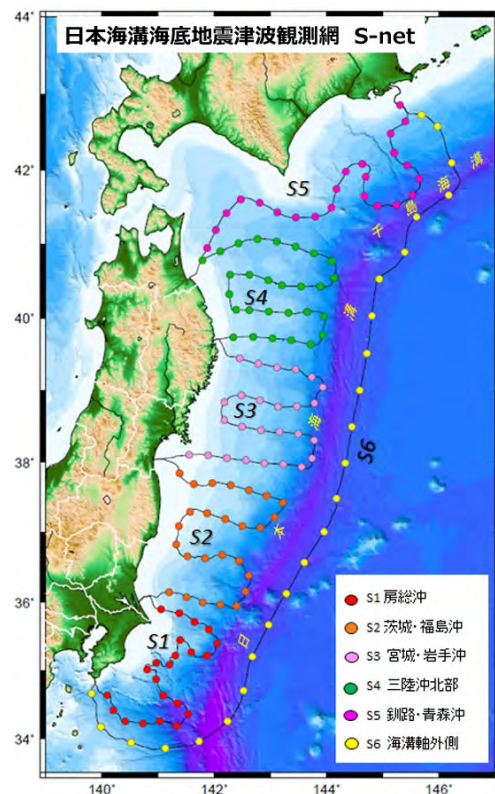 日本海溝海底地震津波観測網 S-net
44°
42°
40°
38°
36°
34°
S5
千島海溝
S4
S3
S6
S2
S1
日本海溝
S1 房総沖
S2 茨城・福島沖
S3 宮城・岩手沖
S4 三陸沖北部
S5 釧路・青森沖
S6 海溝軸外側
140°
142°
144°
146°